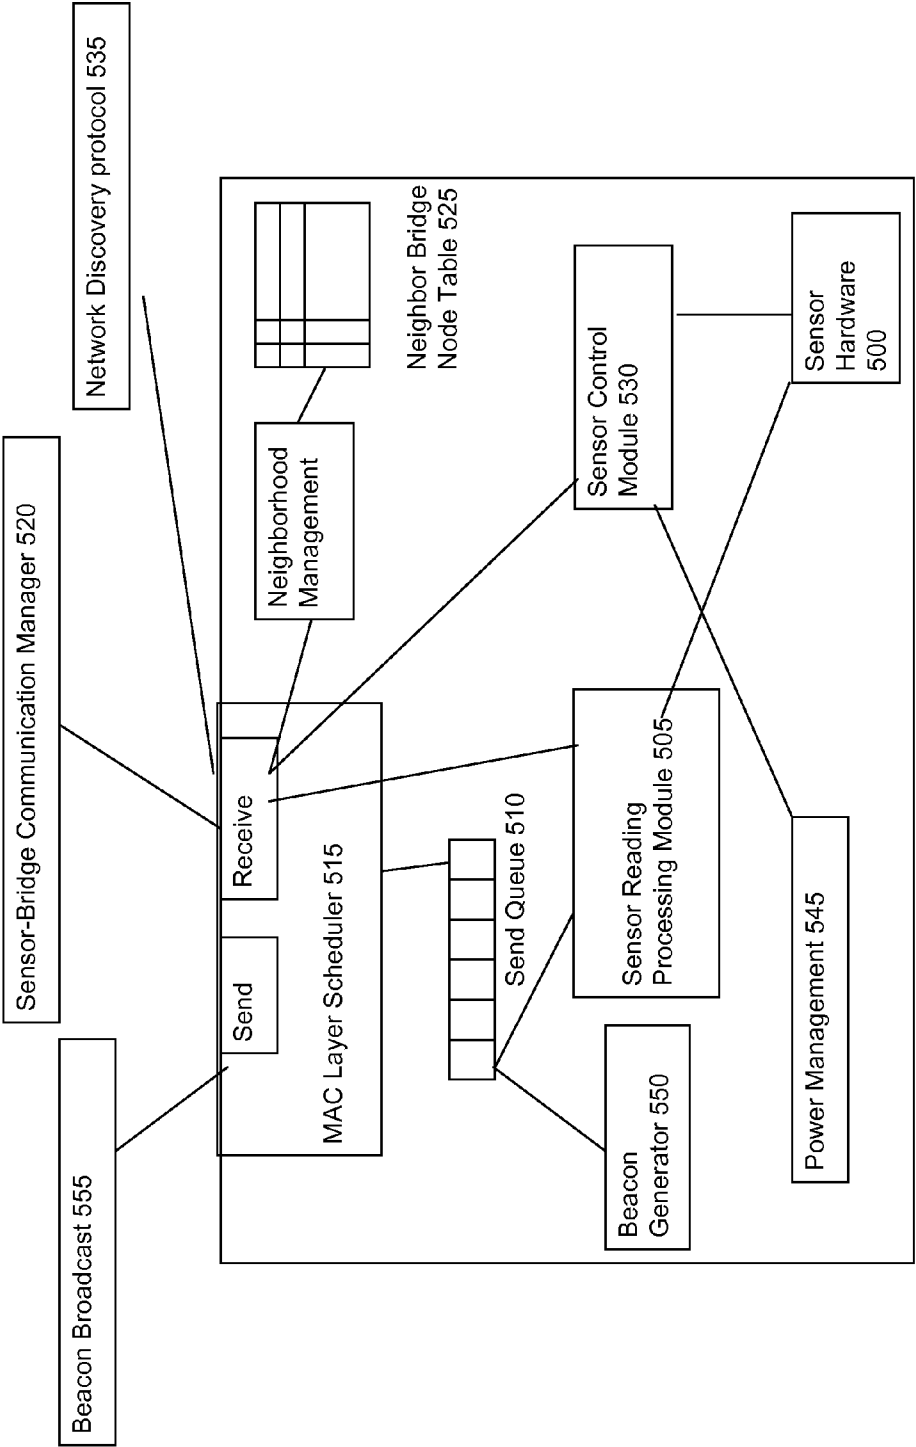 Beacon Broadcast 555
Sensor-Bridge Communication Manager 520
Network Discovery protocol 535
Send
Receive
MAC Layer Scheduler 515
Neighborhood
Management
Neighbor Bridge
Node Table 525
Send Queue 510
Beacon
Generator 550
Sensor Reading
Processing Module 505
Sensor Control
Module 530
Power Management 545
Sensor
Hardware
500